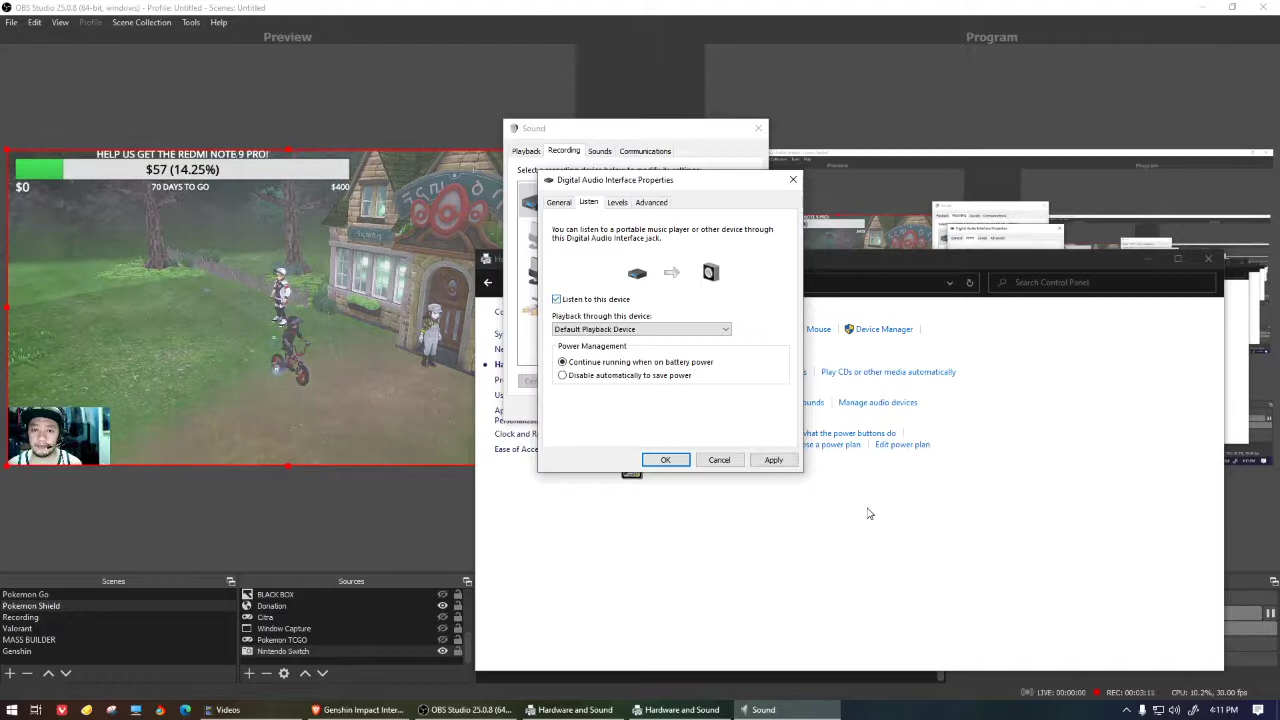 OBS Studio 25.0.8 (64-bit, windows) - Profile: Untitled - Scenes: Untitled
File Edit View Profile Scene Collection Tools Help
Preview
Program
HELP US GET THE REDMI NOTE 9 PRO!
$57 (14.25%)
$0 70 DAYS TO GO $400
Sound
Playback Recording Sounds Communications
Digital Audio Interface Properties
General Listen Levels Advanced
You can listen to a portable music player or other device through
this Digital Audio Interface jack.
Listen to this device
Playback through this device:
Default Playback Device
Power Management
Continue running when on battery power
Disable automatically to save power
OK Cancel Apply
Search Control Panel
Mouse Device Manager
Play CDs or other media automatically
Manage audio devices
what the power buttons do
Edit power plan
Clock and R
Ease of Acce
Scenes
Pokemon Go
Pokemon Shield
Recording
Valorant
MASS BUILDER
Genshin
Sources
BLACK BOX
Donation
Citra
Window Capture
Pokemon TCGO
Nintendo Switch
LIVE: 00:00:00 REC: 00:03:11 CPU: 10.2%, 30.00 fps
Videos Genshin Impact Inter... OBS Studio 25.0.8 (64... Hardware and Sound Hardware and Sound Sound 4:11 PM